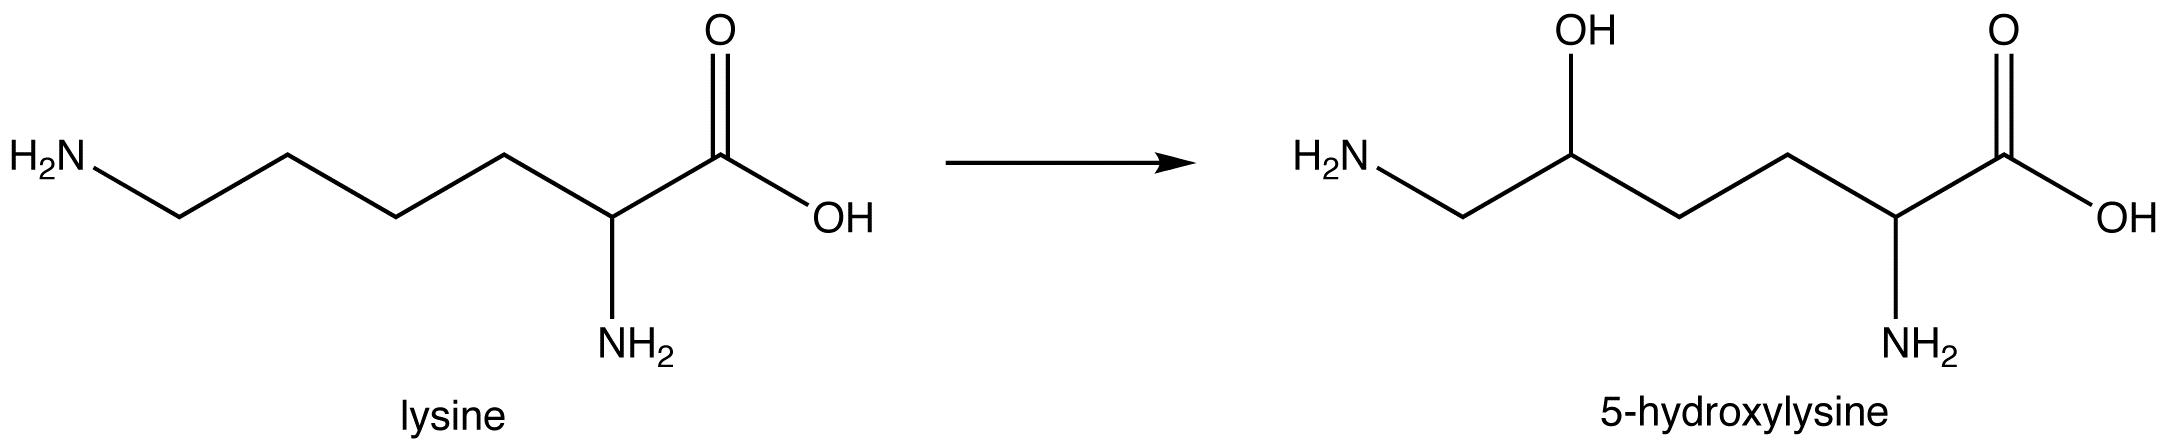 O
H₂N
OH
NH₂
lysine
OH
O
H₂N
OH
NH₂
5-hydroxylysine